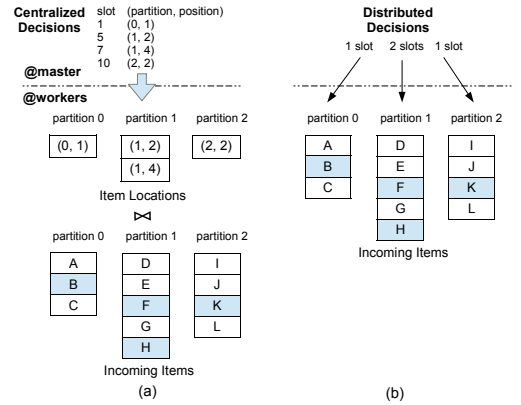 Centralized Decisions
slot (partition, position)
1 (0, 1)
5 (1, 2)
7 (1, 4)
10 (2, 2)
@master
@workers
partition 0 partition 1 partition 2
(0, 1) (1, 2) (2, 2)
(1, 4)
Item Locations
⋈
partition 0 partition 1 partition 2
A D I
B E J
C F K
G L
H
Incoming Items
(a)
Distributed Decisions
1 slot 2 slots 1 slot
partition 0 partition 1 partition 2
A D I
B E J
C F K
G L
H
Incoming Items
(b)